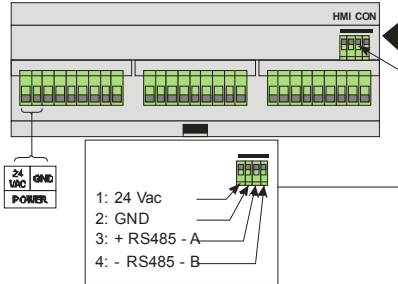 HMI CON
24 VAC GND
POWER
1: 24 Vac
2: GND
3: + RS485 - A
4: - RS485 - B